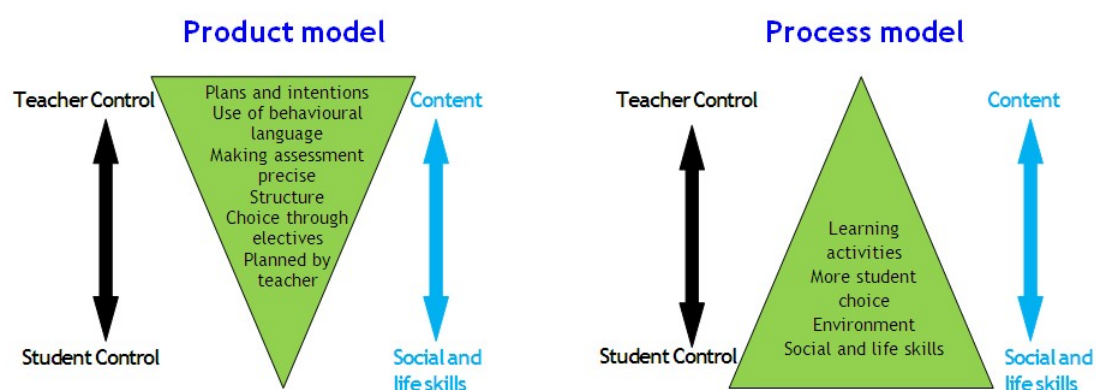 Product model
Teacher Control
Content
Plans and intentions
Use of behavioural
language
Making assessment
precise
Structure
Choice through
electives
Planned by
teacher
Student Control
Social and
life skills
Process model
Teacher Control
Content
Learning
activities
More student
choice
Environment
Social and life skills
Student Control
Social and
life skills